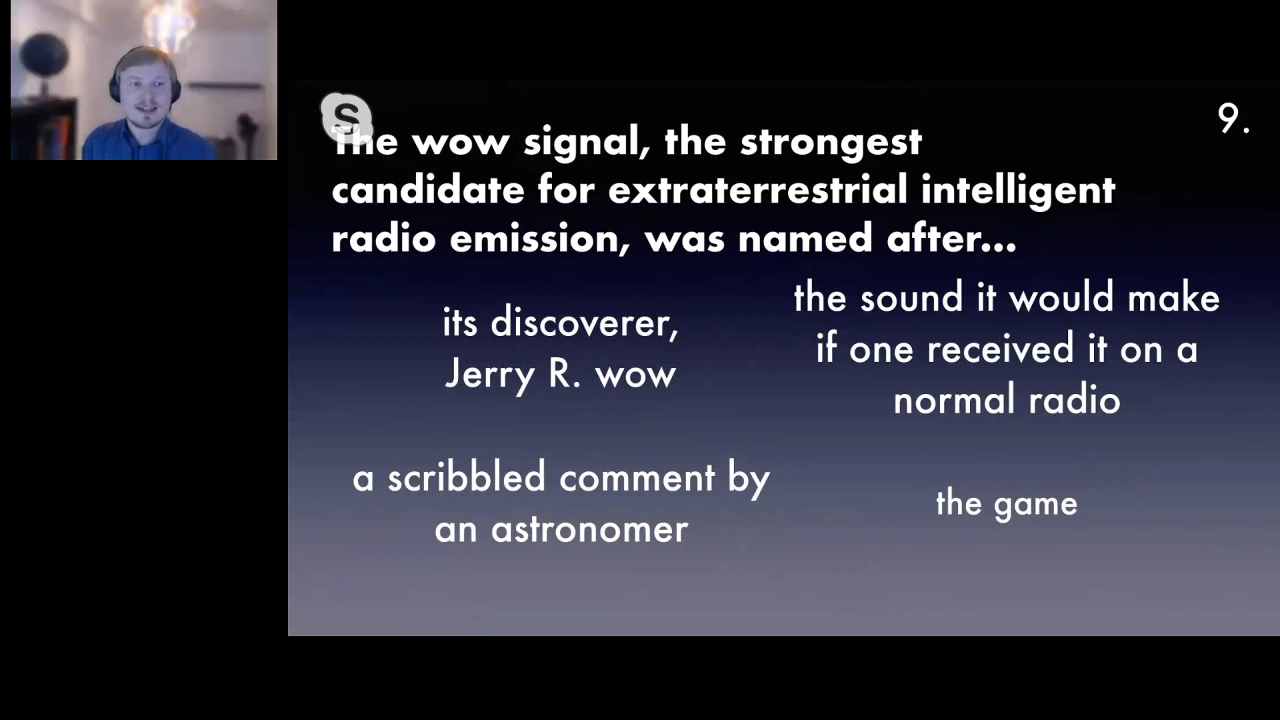 9.
The wow signal, the strongest
candidate for extraterrestrial intelligent
radio emission, was named after...
its discoverer,
Jerry R. wow
the sound it would make
if one received it on a
normal radio
a scribbled comment by
an astronomer
the game